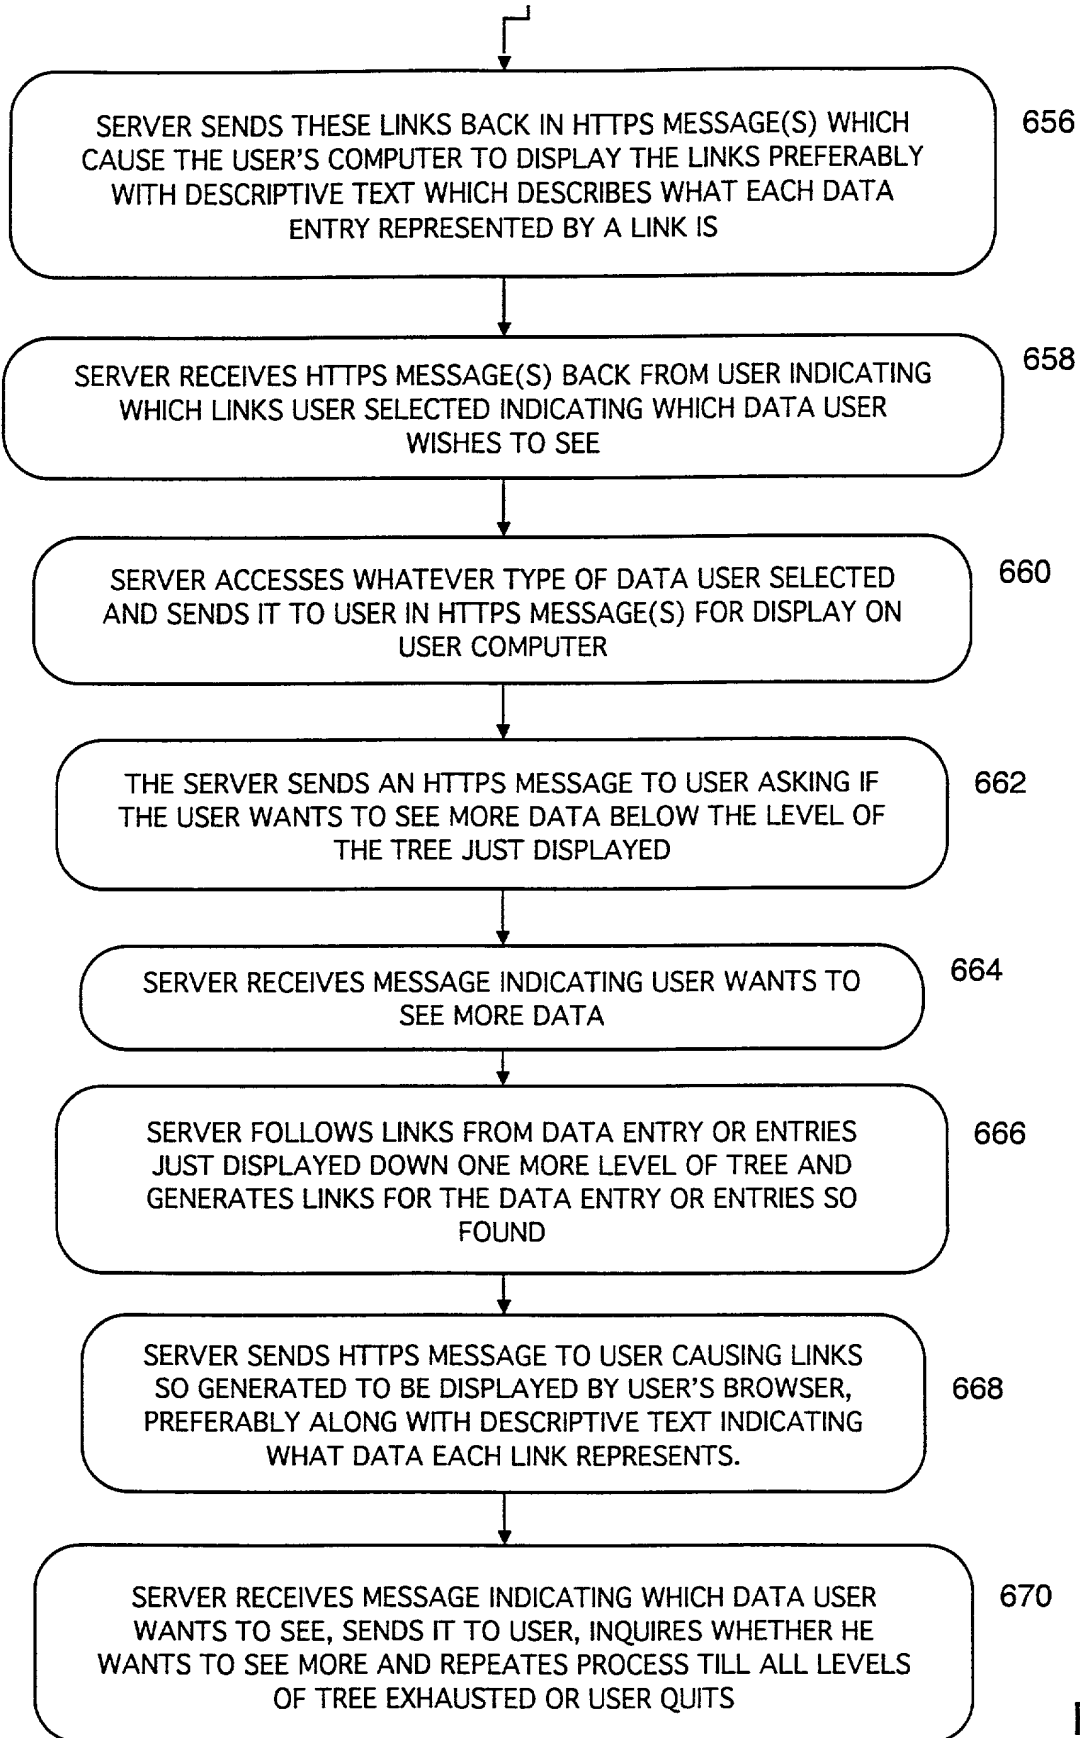 SERVER SENDS THESE LINKS BACK IN HTTPS MESSAGE(S) WHICH
CAUSE THE USER'S COMPUTER TO DISPLAY THE LINKS PREFERABLY
WITH DESCRIPTIVE TEXT WHICH DESCRIBES WHAT EACH DATA
ENTRY REPRESENTED BY A LINK IS
656
SERVER RECEIVES HTTPS MESSAGE(S) BACK FROM USER INDICATING
WHICH LINKS USER SELECTED INDICATING WHICH DATA USER
WISHES TO SEE
658
SERVER ACCESSES WHATEVER TYPE OF DATA USER SELECTED
AND SENDS IT TO USER IN HTTPS MESSAGE(S) FOR DISPLAY ON
USER COMPUTER
660
THE SERVER SENDS AN HTTPS MESSAGE TO USER ASKING IF
THE USER WANTS TO SEE MORE DATA BELOW THE LEVEL OF
THE TREE JUST DISPLAYED
662
SERVER RECEIVES MESSAGE INDICATING USER WANTS TO
SEE MORE DATA
664
SERVER FOLLOWS LINKS FROM DATA ENTRY OR ENTRIES
JUST DISPLAYED DOWN ONE MORE LEVEL OF TREE AND
GENERATES LINKS FOR THE DATA ENTRY OR ENTRIES SO
FOUND
666
SERVER SENDS HTTPS MESSAGE TO USER CAUSING LINKS
SO GENERATED TO BE DISPLAYED BY USER'S BROWSER,
PREFERABLY ALONG WITH DESCRIPTIVE TEXT INDICATING
WHAT DATA EACH LINK REPRESENTS.
668
SERVER RECEIVES MESSAGE INDICATING WHICH DATA USER
WANTS TO SEE, SENDS IT TO USER, INQUIRES WHETHER HE
WANTS TO SEE MORE AND REPEATES PROCESS TILL ALL LEVELS
OF TREE EXHAUSTED OR USER QUITS
670